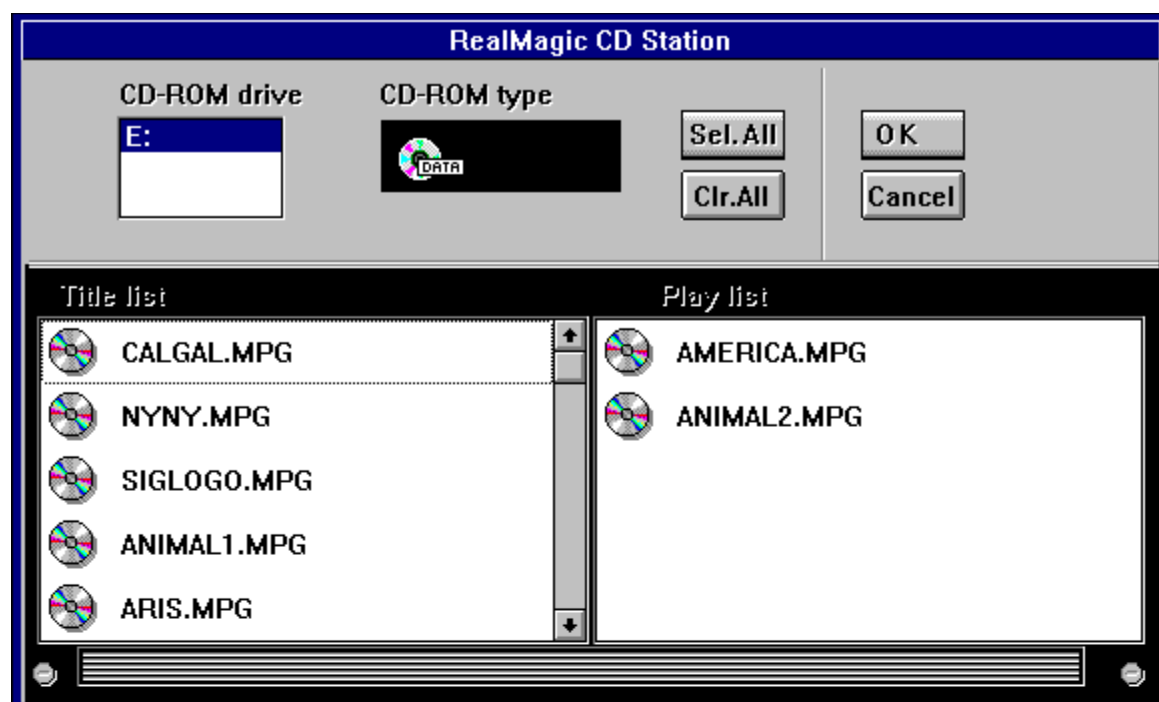 RealMagic CD Station
CD-ROM drive
CD-ROM type
E:
DATA
Sel.All
OK
Clr.All
Cancel
Title list
Play list
CALGAL.MPG
AMERICA.MPG
NYNY.MPG
ANIMAL2.MPG
SIGLOGO.MPG
ANIMAL1.MPG
ARIS.MPG